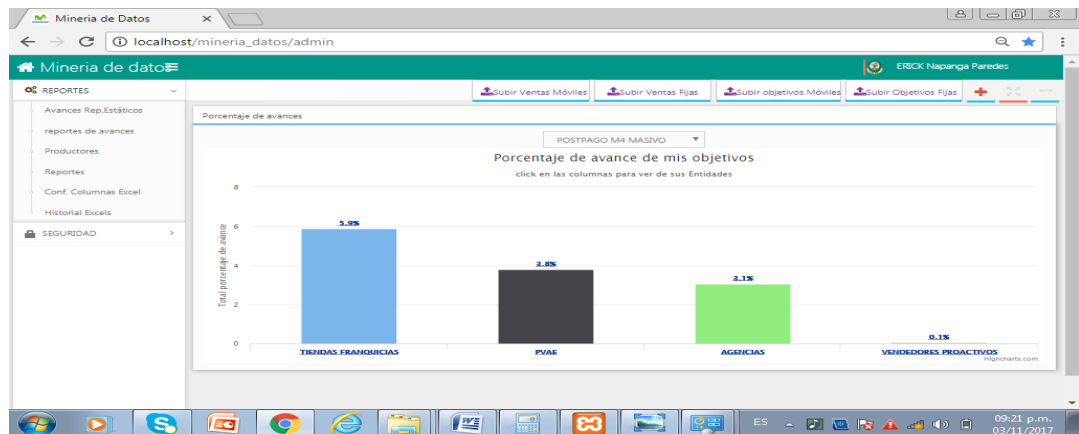 Mineria de Datos
localhost/mineria_datos/admin
Mineria de dato
ERICK Napanga Paredes
REPORTES
Subir Ventas Móviles
Subir Ventas Fijas
Subir objetivos Móviles
Subir Objetivos Fijas
Avances Rep.Estáticos
reportes de avances
Productores
Reportes
Conf. Columnas Excel
Historial Excels
SEGURIDAD
Porcentaje de avances
POSTPAGO M4 MASIVO
Porcentaje de avance de mis objetivos
click en las columnas para ver de sus Entidades
Total porcentaje de avance
8
6
4
2
0
5.9%
3.8%
3.1%
0.1%
TIENDAS FRANQUICIAS
PVAE
AGENCIAS
VENDEDORES PROACTIVOS
Highcharts.com
ES
09:21 p.m.
03/11/2017